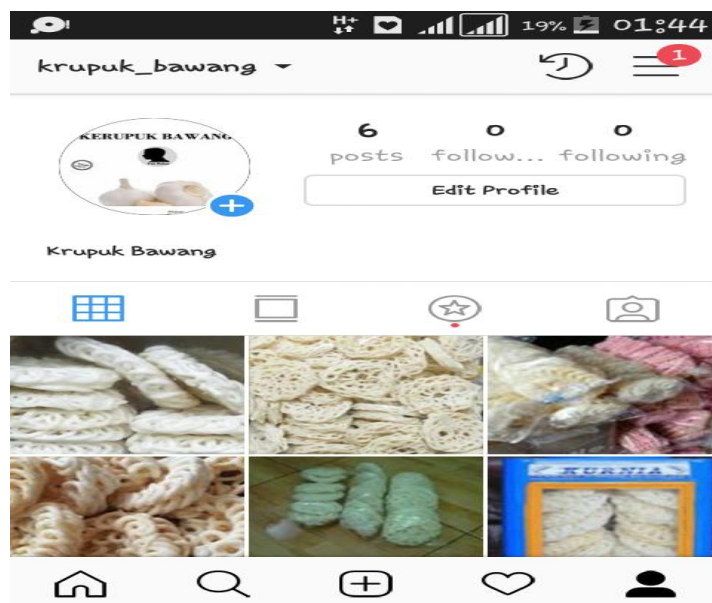 H+ 19% 01:44
krupuk_bawang
1
KERUPUK BAWANG
6 0 0
posts follow... following
Edit Profile
Krupuk Bawang
KURNIA